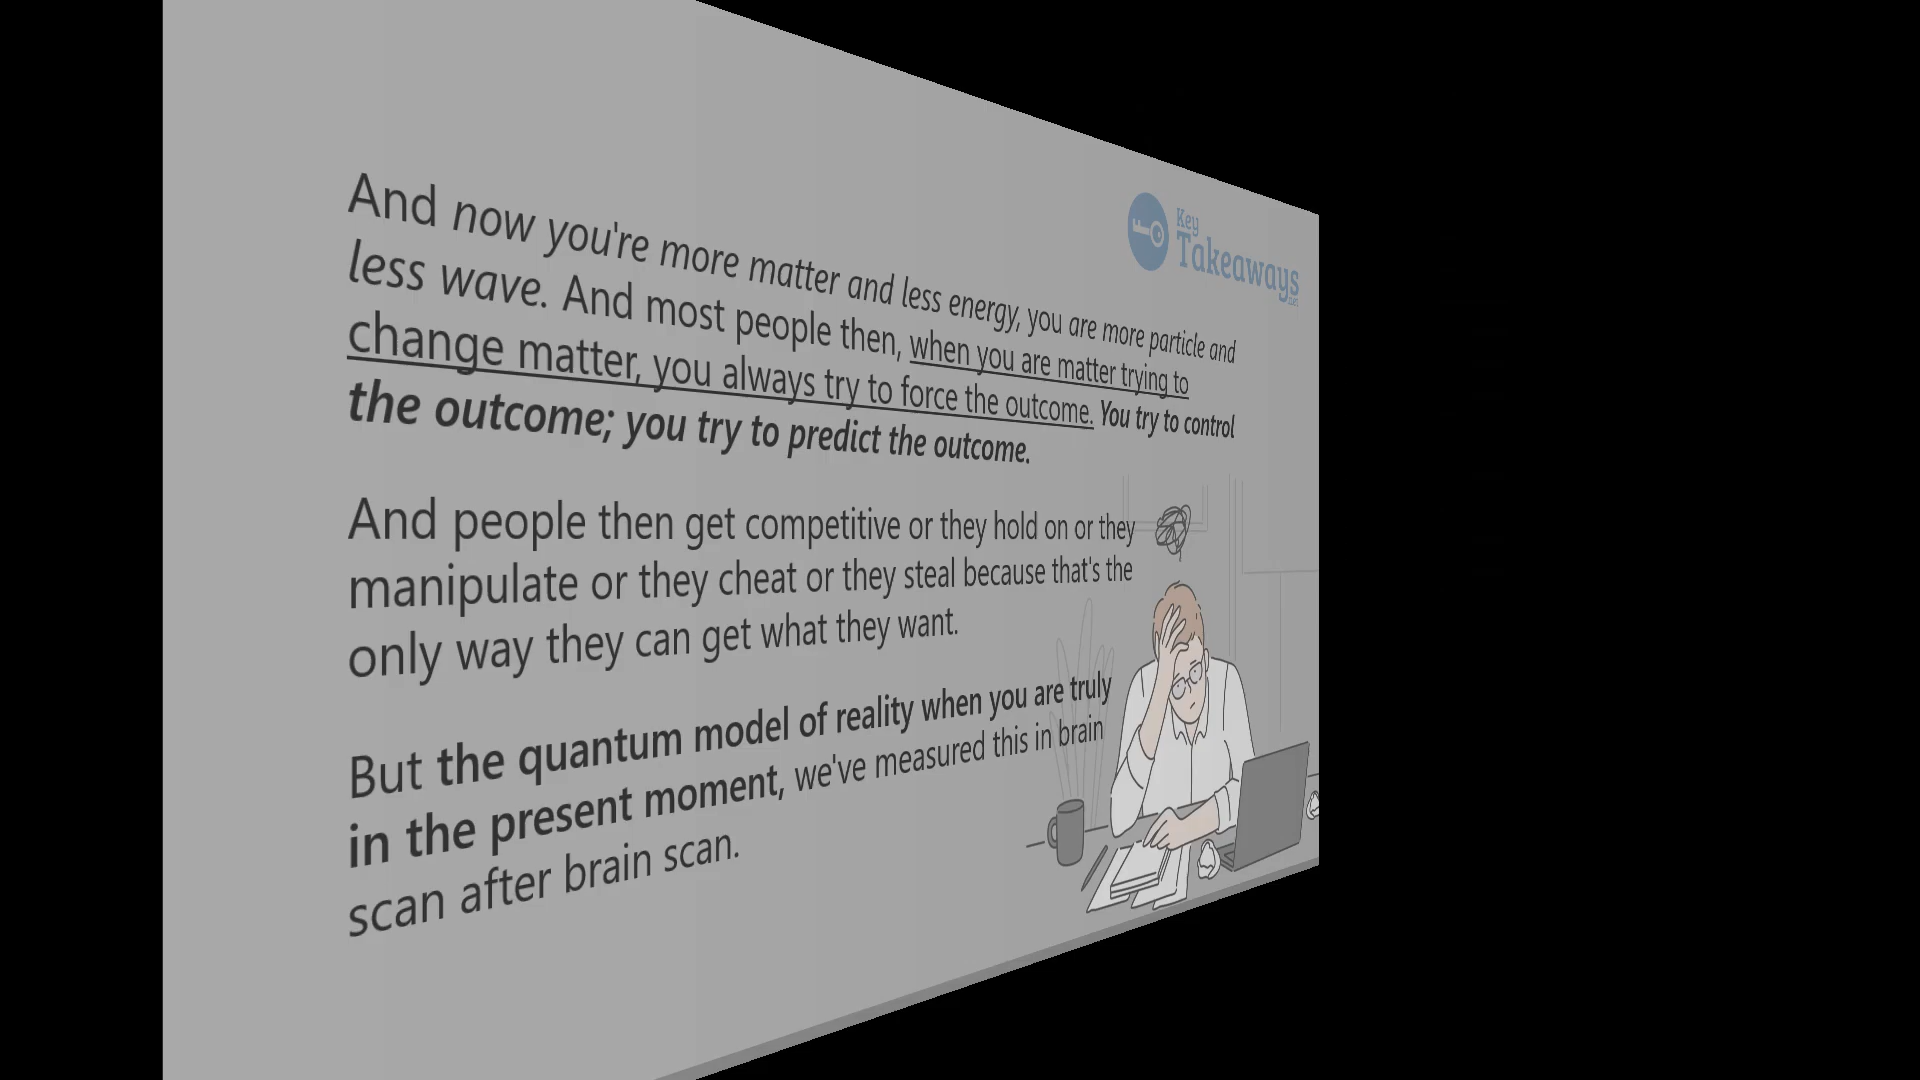 And now you're more matter and less energy, you are more particle and
less wave. And most people then, when you are matter trying to
change matter, you always try to force the outcome. You try to control
the outcome; you try to predict the outcome.
And people then get competitive or they hold on or they
manipulate or they cheat or they steal because that's the
only way they can get what they want.
But the quantum model of reality when you are truly
in the present moment, we've measured this in brain
scan after brain scan.
Key
Takeaways